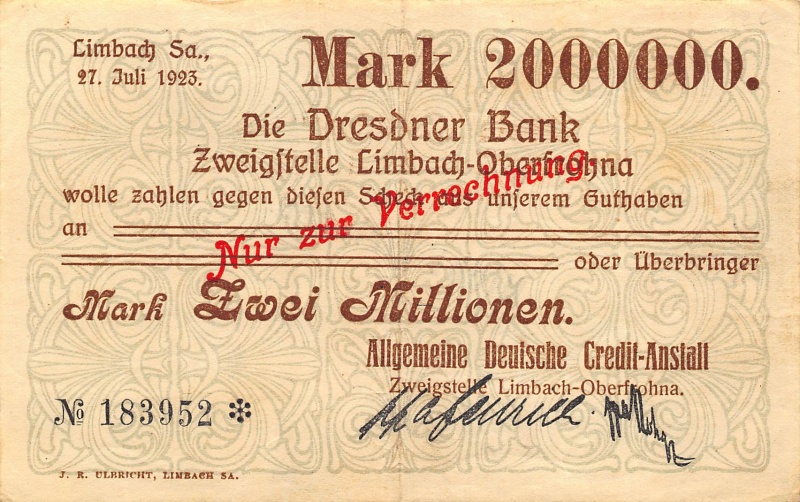 Limbach Sa.,
27. Juli 1923.
Mark 2000000.
Die Dresdner Bank
Zweigstelle Limbach-Oberfrohna
wolle zahlen gegen diesen Scheck aus unserem Guthaben
an
oder Überbringer
Nur zur Verrechnung.
Mark Zwei Millionen.
Allgemeine Deutsche Credit-Anstalt
Zweigstelle Limbach-Oberfrohna.
№ 183952 *
J. R. ULBRICHT, LIMBACH SA.